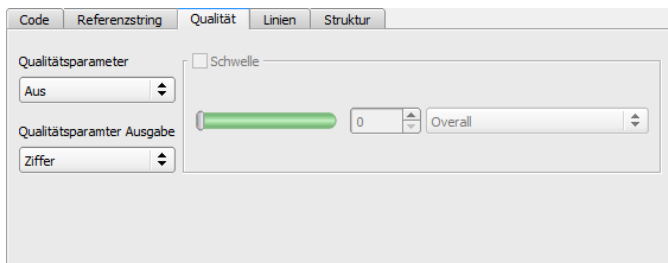 Code Referenzstring Qualität Linien Struktur
Qualitätsparameter
Schwelle
Aus
0 Overall
Qualitätsparamter Ausgabe
Ziffer